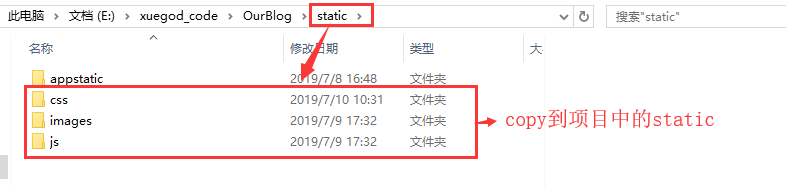 此电脑 › 文档 (E:) › xuegod_code › OurBlog › static ›
搜索"static"
名称 修改日期 类型 大
appstatic 2019/7/8 16:48 文件夹
css 2019/7/10 10:31 文件夹
images 2019/7/9 17:32 文件夹
js 2019/7/9 17:32 文件夹
copy到项目中的static